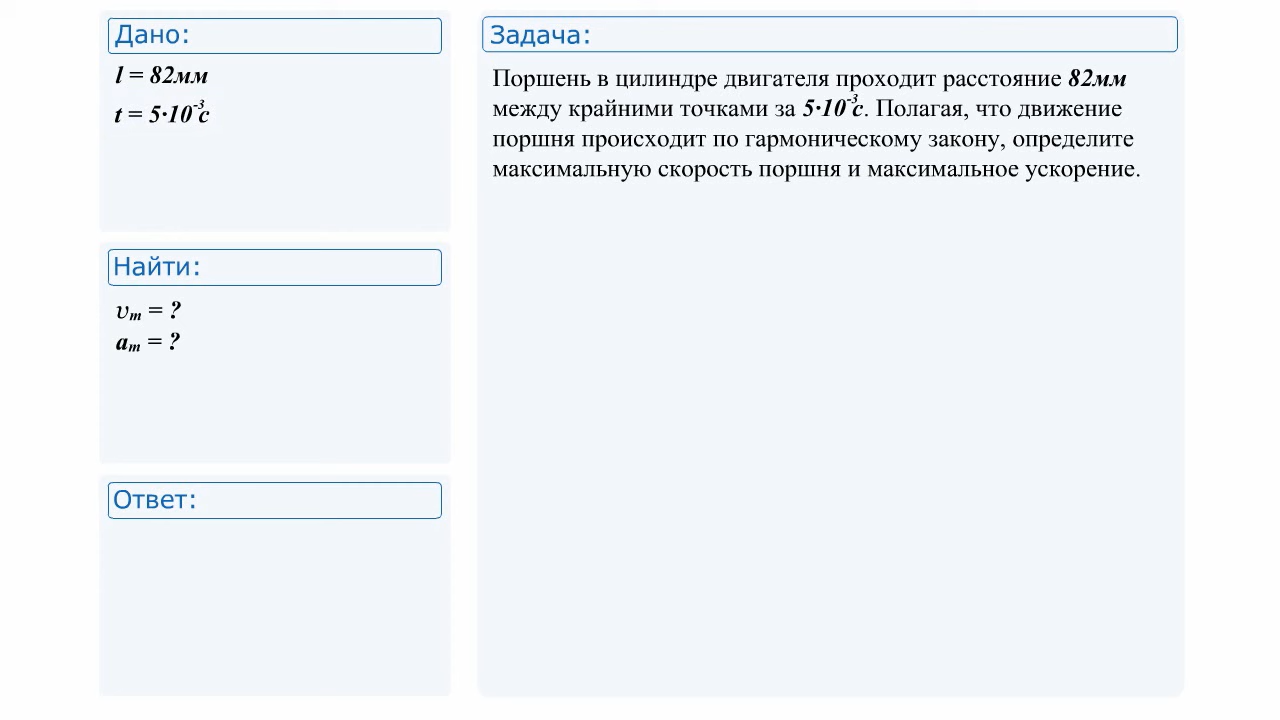 Дано:
l = 82мм
t = 5·10⁻³с
Найти:
υₘ = ?
aₘ = ?
Ответ:
Задача:
Поршень в цилиндре двигателя проходит расстояние 82мм
между крайними точками за 5·10⁻³с. Полагая, что движение
поршня происходит по гармоническому закону, определите
максимальную скорость поршня и максимальное ускорение.